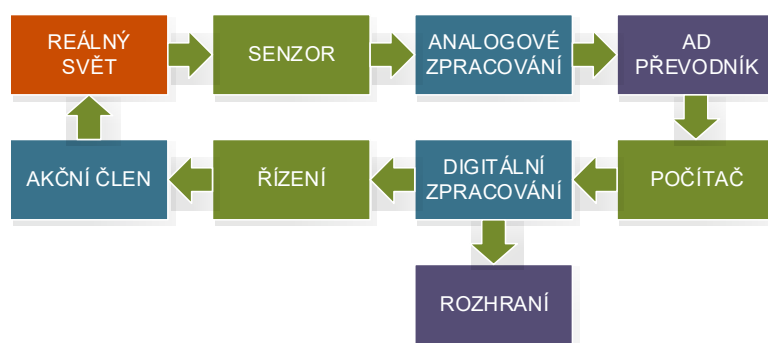 REÁLNÝ
SVĚT
SENZOR
ANALOGOVÉ
ZPRACOVÁNÍ
AD
PŘEVODNÍK
AKČNÍ ČLEN
ŘÍZENÍ
DIGITÁLNÍ
ZPRACOVÁNÍ
POČÍTAČ
ROZHRANÍ